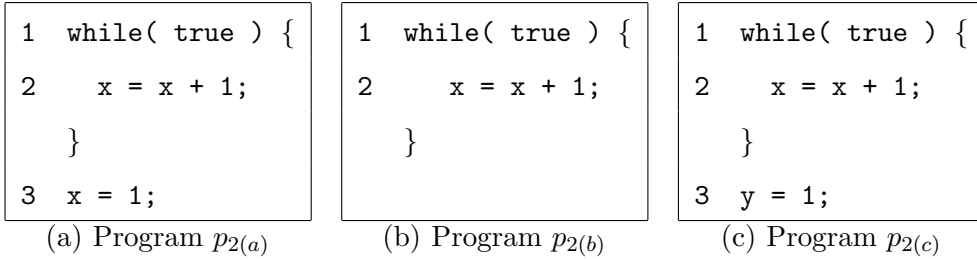 1 while( true ) {
2 x = x + 1;
}
3 x = 1;
(a) Program p2(a)
1 while( true ) {
2 x = x + 1;
}
(b) Program p2(b)
1 while( true ) {
2 x = x + 1;
}
3 y = 1;
(c) Program p2(c)